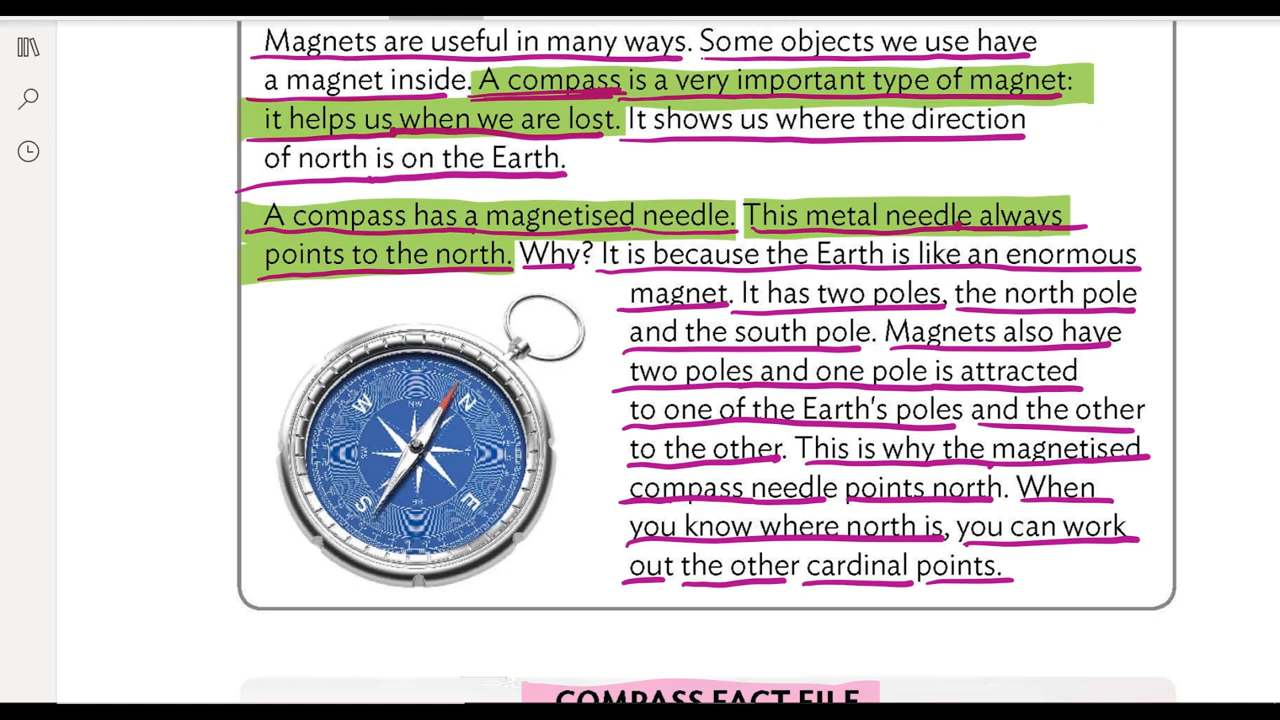 Magnets are useful in many ways. Some objects we use have
a magnet inside. A compass is a very important type of magnet:
it helps us when we are lost. It shows us where the direction
of north is on the Earth.
A compass has a magnetised needle. This metal needle always
points to the north. Why? It is because the Earth is like an enormous
magnet. It has two poles, the north pole
and the south pole. Magnets also have
two poles and one pole is attracted
to one of the Earth's poles and the other
to the other. This is why the magnetised
compass needle points north. When
you know where north is, you can work
out the other cardinal points.
NW
W
N
S
E
COMPASS FACT FILE